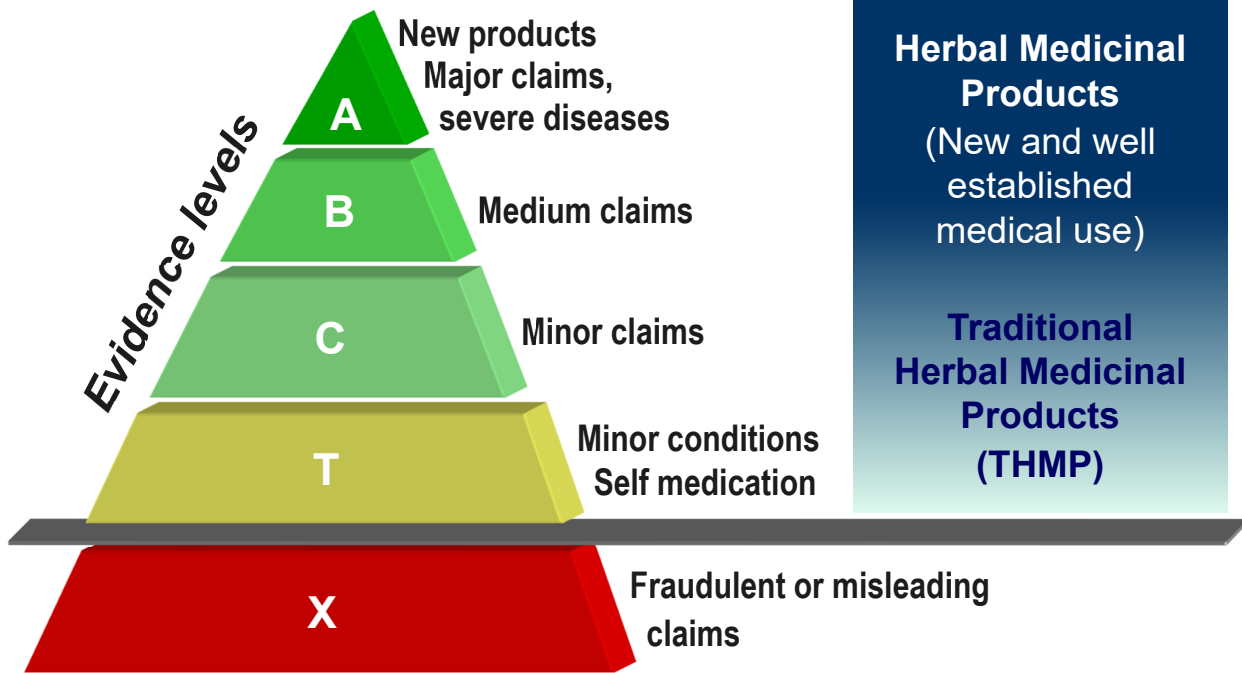 Evidence levels
A
New products
Major claims,
severe diseases
B
Medium claims
C
Minor claims
T
Minor conditions
Self medication
X
Fraudulent or misleading
claims
Herbal Medicinal
Products
(New and well
established
medical use)
Traditional
Herbal Medicinal
Products
(THMP)